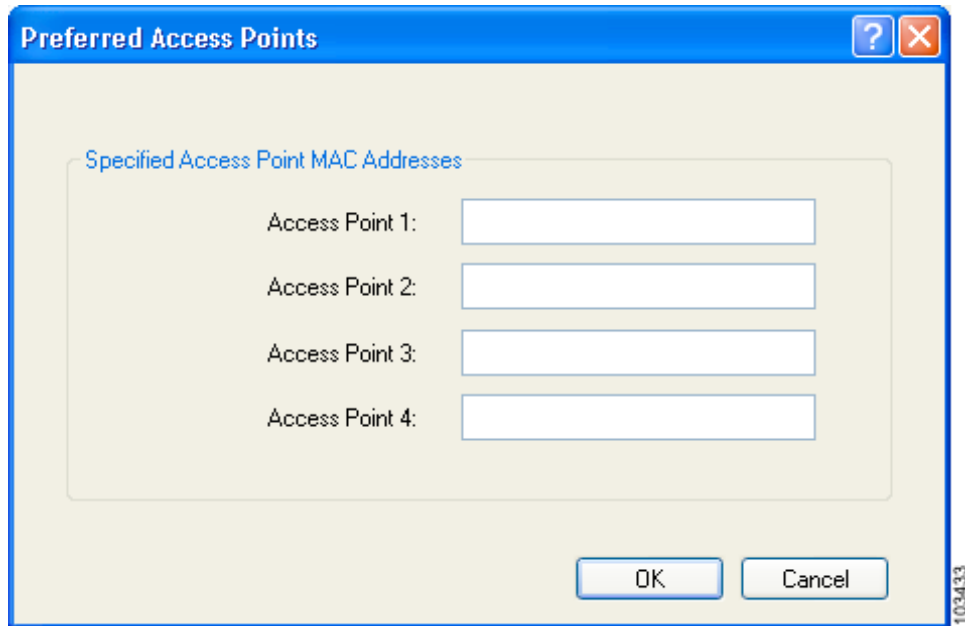 Preferred Access Points
?
Specified Access Point MAC Addresses
Access Point 1:
Access Point 2:
Access Point 3:
Access Point 4:
OK
Cancel
103433